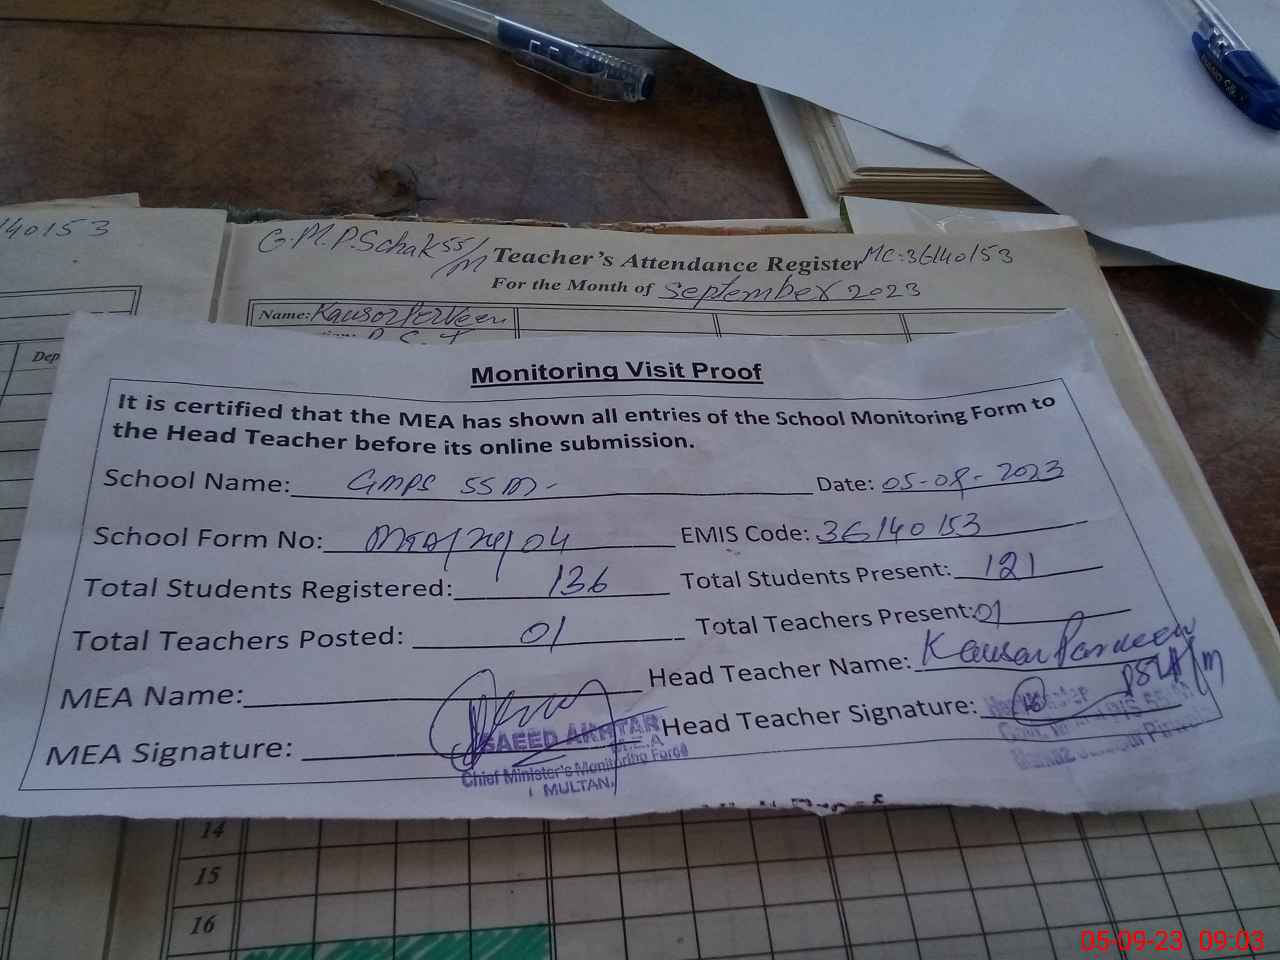 140153
G.M.P.S chak 55/M
Teacher's Attendance Register MC:36140153
For the Month of September 2023
Name: Kausar Perveen
Dep
Monitoring Visit Proof
It is certified that the MEA has shown all entries of the School Monitoring Form to
the Head Teacher before its online submission.
School Name: GMPS 55 M- Date: 05-09-2023
School Form No: EMIS Code: 36140153
Total Students Registered: 136 Total Students Present: 121
Total Teachers Posted: 01 Total Teachers Present: 01
MEA Name: Head Teacher Name: Kausar Parveen
MEA Signature: Head Teacher Signature:
SAEED AKHTAR
M.E.A
Chief Minister's Monitoring Force
MULTAN.
14
15
16
05-09-23 09:03